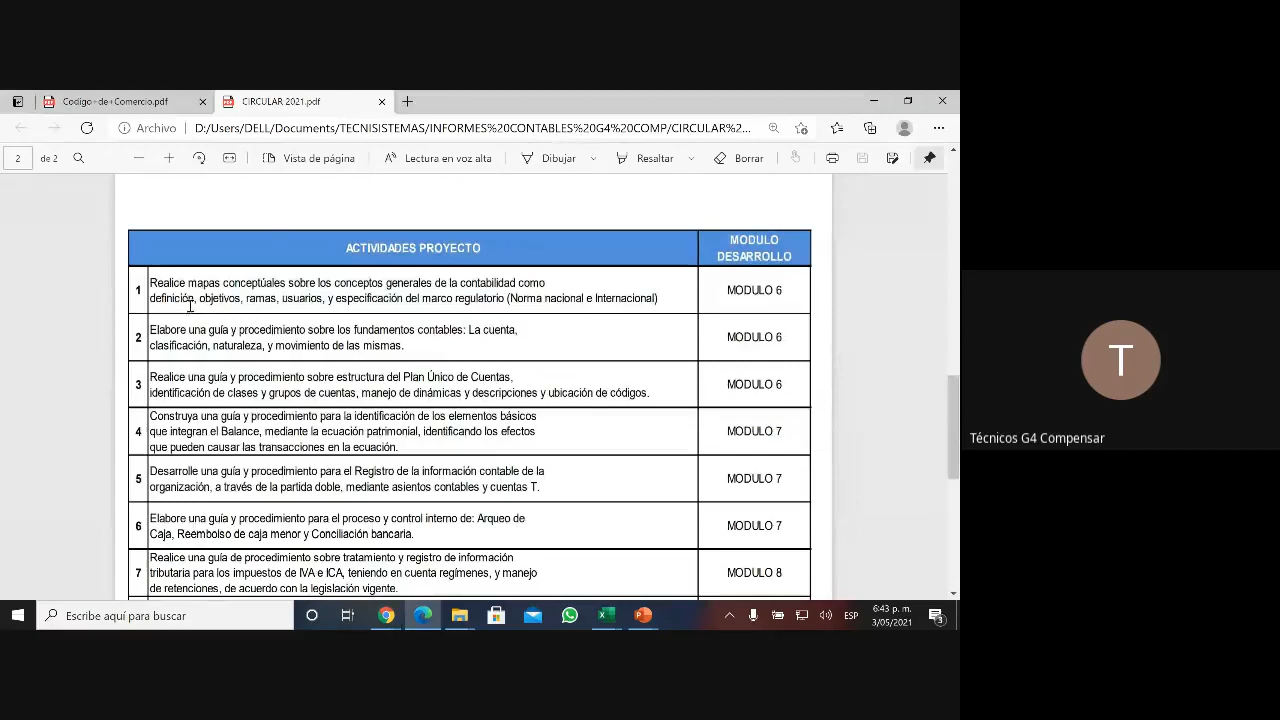 Codigo+de+Comercio.pdf
CIRCULAR 2021.pdf
Archivo
D:/Users/DELL/Documents/TECNISISTEMAS/INFORMES%20CONTABLES%20G4%20COMP/CIRCULAR%2...
2
de 2
Vista de página
Lectura en voz alta
Dibujar
Resaltar
Borrar
ACTIVIDADES PROYECTO
MODULO
DESARROLLO
1
Realice mapas conceptúales sobre los conceptos generales de la contabilidad como
definición, objetivos, ramas, usuarios, y especificación del marco regulatorio (Norma nacional e Internacional)
MODULO 6
2
Elabore una guía y procedimiento sobre los fundamentos contables: La cuenta,
clasificación, naturaleza, y movimiento de las mismas.
MODULO 6
3
Realice una guía y procedimiento sobre estructura del Plan Único de Cuentas,
identificación de clases y grupos de cuentas, manejo de dinámicas y descripciones y ubicación de códigos.
MODULO 6
4
Construya una guía y procedimiento para la identificación de los elementos básicos
que integran el Balance, mediante la ecuación patrimonial, identificando los efectos
que pueden causar las transacciones en la ecuación.
MODULO 7
5
Desarrolle una guía y procedimiento para el Registro de la información contable de la
organización, a través de la partida doble, mediante asientos contables y cuentas T.
MODULO 7
6
Elabore una guía y procedimiento para el proceso y control interno de: Arqueo de
Caja, Reembolso de caja menor y Conciliación bancaria.
MODULO 7
7
Realice una guía de procedimiento sobre tratamiento y registro de información
tributaria para los impuestos de IVA e ICA, teniendo en cuenta regímenes, y manejo
de retenciones, de acuerdo con la legislación vigente.
MODULO 8
T
Técnicos G4 Compensar
Escribe aquí para buscar
ESP
6:43 p. m.
3/05/2021
3